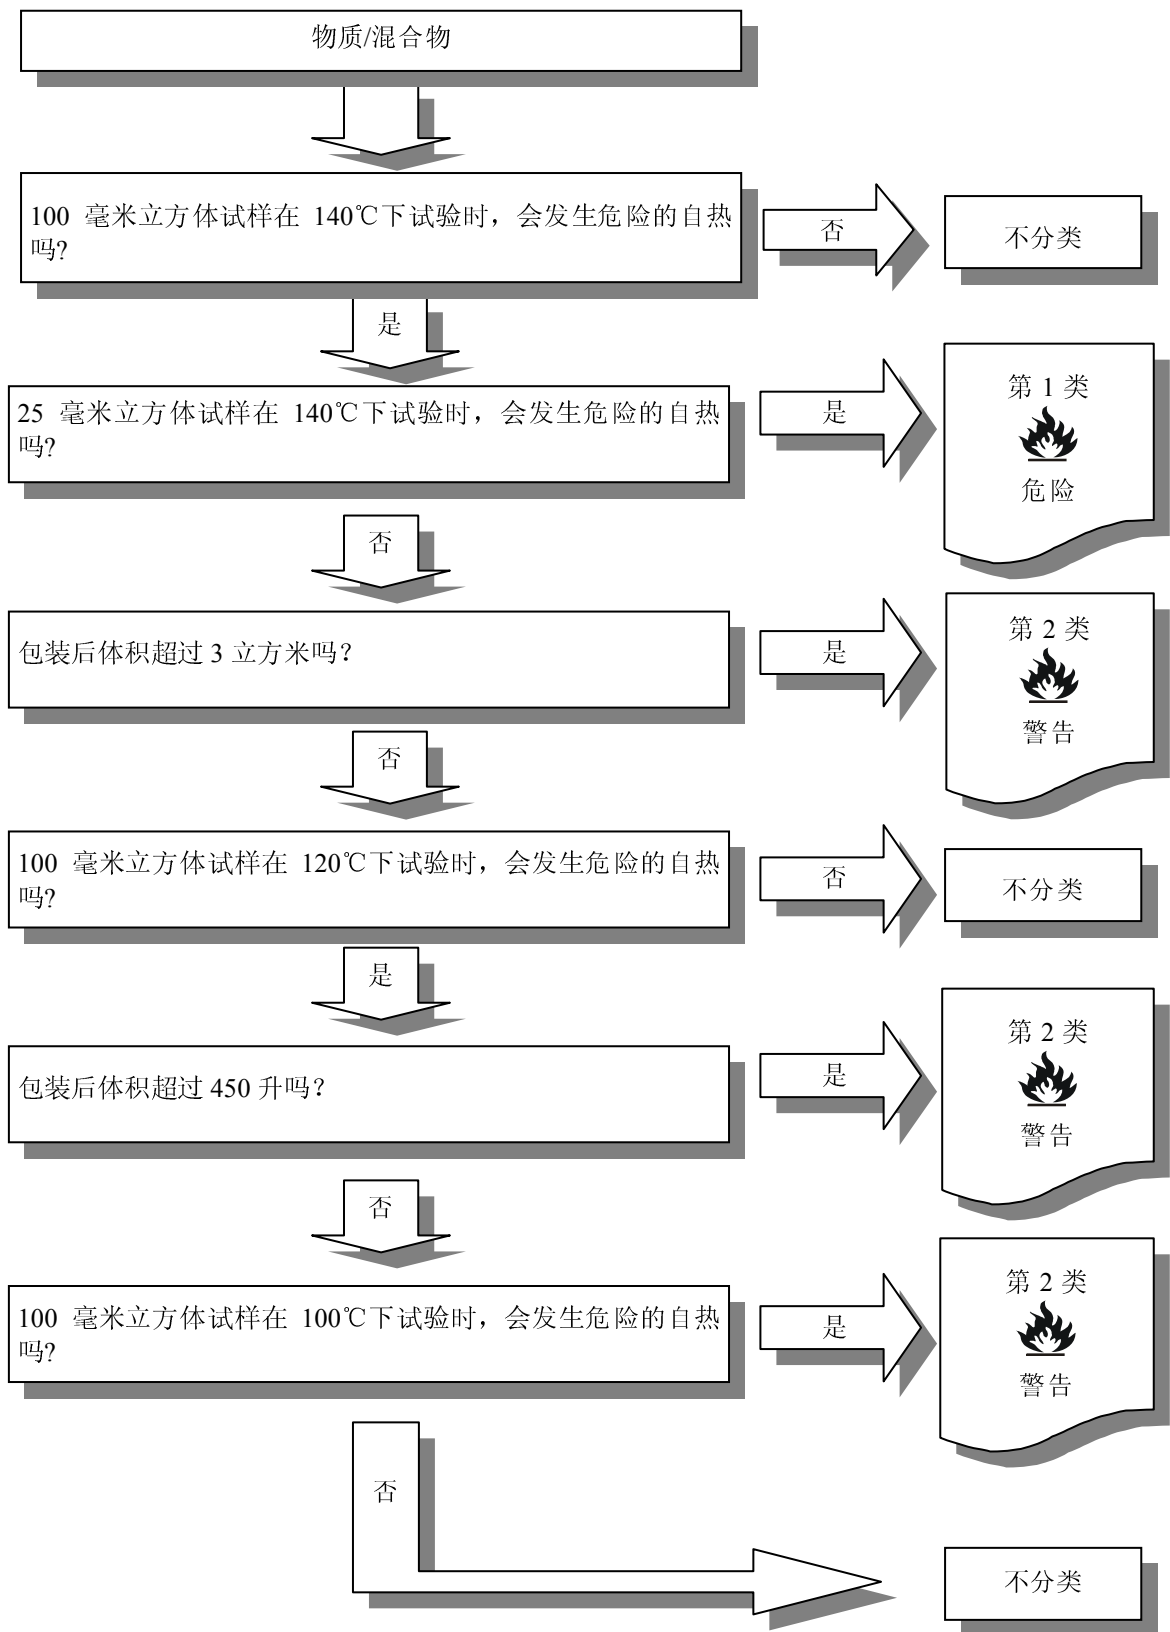 物质/混合物
100 毫米立方体试样在 140℃下试验时，会发生危险的自热
吗?
否
不分类
是
25 毫米立方体试样在 140℃下试验时，会发生危险的自热
吗?
是
第 1 类
危险
否
包装后体积超过 3 立方米吗？
是
第 2 类
警告
否
100 毫米立方体试样在 120℃下试验时，会发生危险的自热
吗?
否
不分类
是
包装后体积超过 450 升吗？
是
第 2 类
警告
否
100 毫米立方体试样在 100℃下试验时，会发生危险的自热
吗?
是
第 2 类
警告
否
不分类